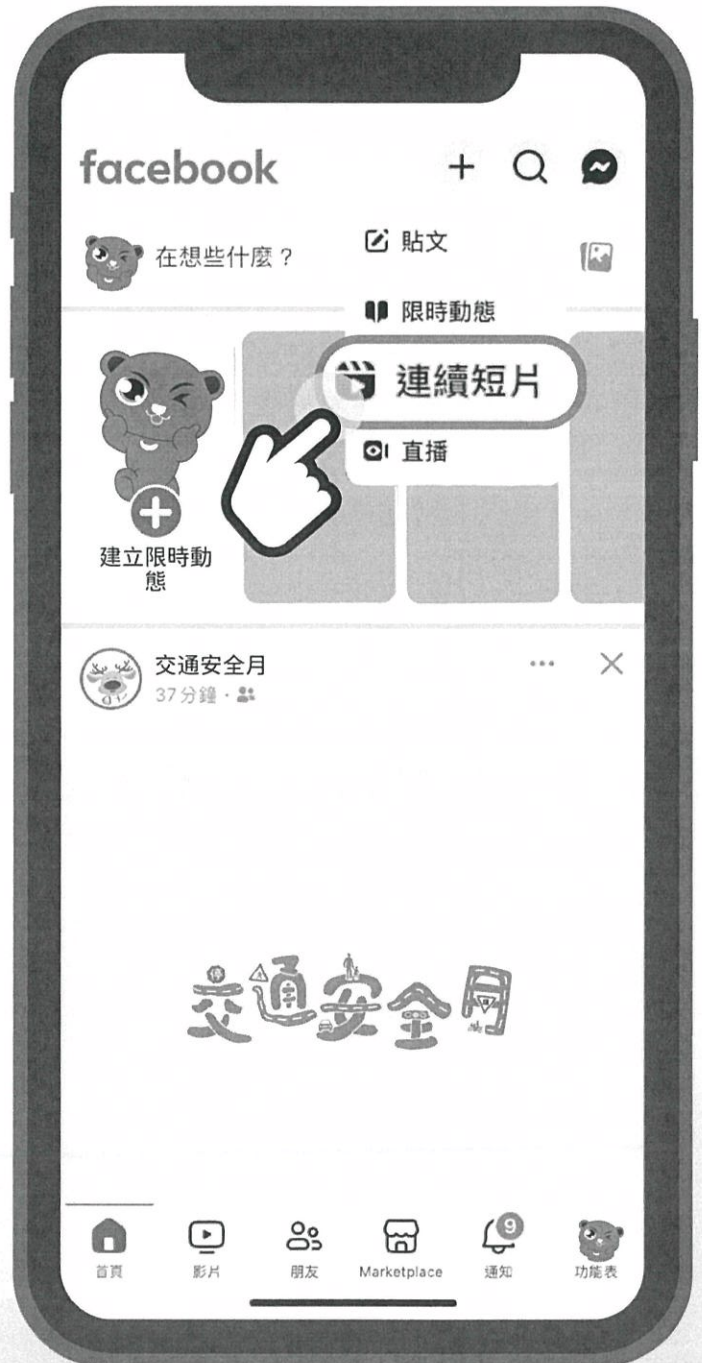 facebook
在想些什麼？
貼文
限時動態
連續短片
直播
建立限時動
態
交通安全月
37分鐘
停
交通安全月
首頁
影片
朋友
Marketplace
9
通知
功能表